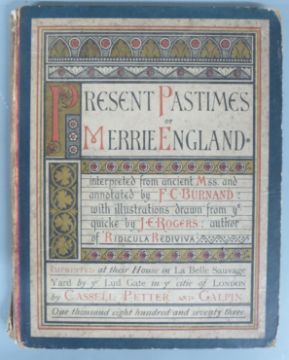 PRESENT PASTIMES
OF
MERRIE ENGLAND.
interpreted from ancient Mss. and
annotated by F. C. BURNAND:
with illustrations drawn from yᵉ
quicke by J. E. ROGERS: author
of 'RIDICULA REDIVIVA'
IMPRINTED at their House in La Belle Sauvage
Yard by yᵉ Lud Gate in yᵉ citie of LONDON
by CASSELL PETTER AND GALPIN
One thousand eight hundred and seventy three.